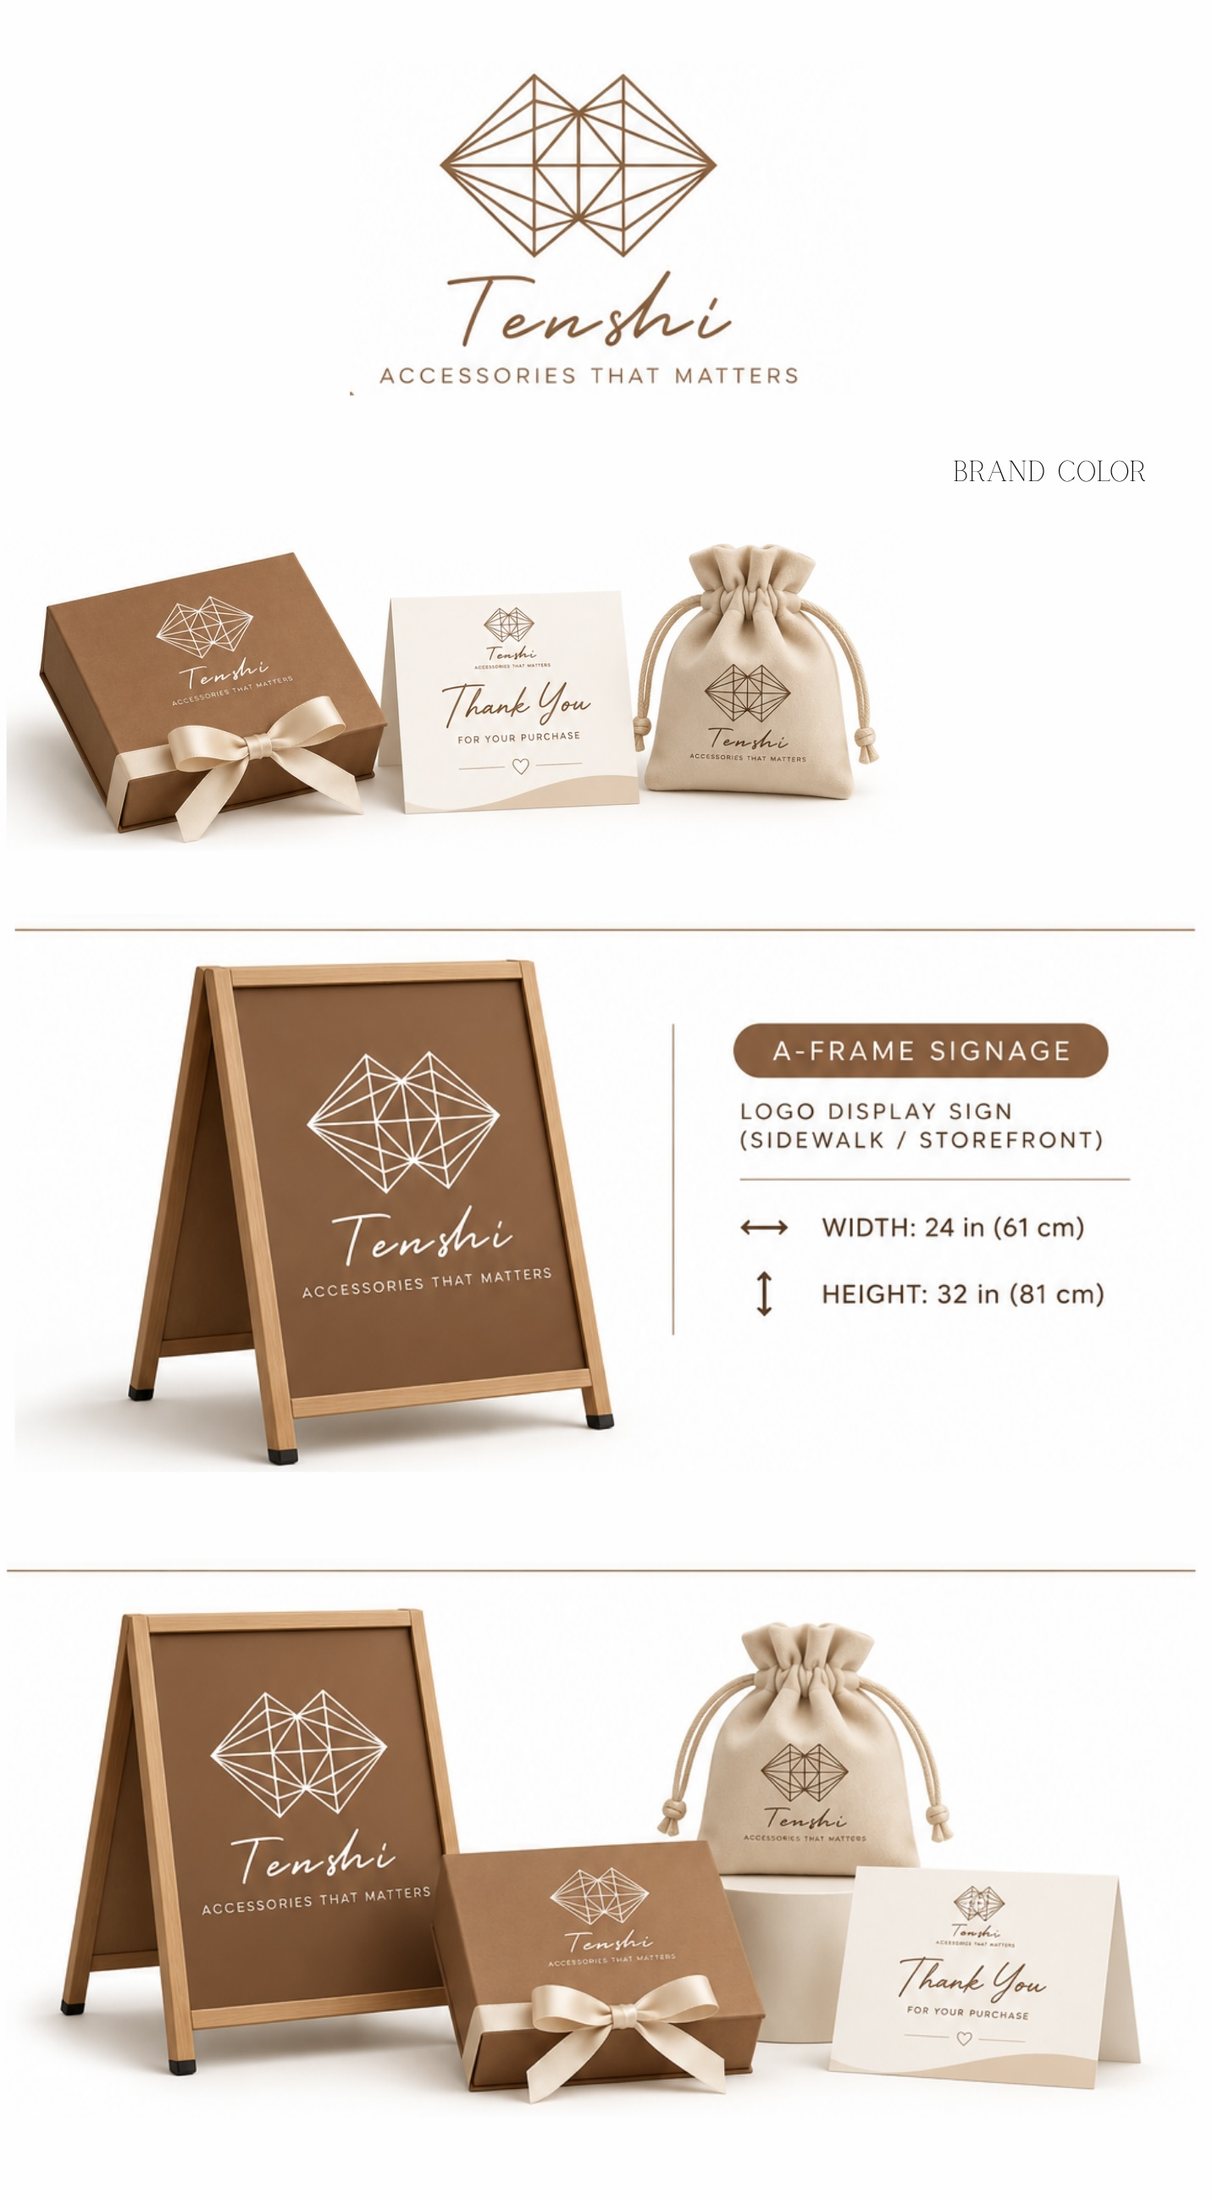 Tenshi
ACCESSORIES THAT MATTERS
BRAND COLOR
Tenshi
ACCESSORIES THAT MATTERS
Tenshi
ACCESSORIES THAT MATTERS
Thank You
FOR YOUR PURCHASE
Tenshi
ACCESSORIES THAT MATTERS
A-FRAME SIGNAGE
LOGO DISPLAY SIGN
(SIDEWALK / STOREFRONT)
WIDTH: 24 in (61 cm)
HEIGHT: 32 in (81 cm)
Tenshi
ACCESSORIES THAT MATTERS
Tenshi
ACCESSORIES THAT MATTERS
Tenshi
ACCESSORIES THAT MATTERS
Tenshi
ACCESSORIES THAT MATTERS
Tenshi
ACCESSORIES THAT MATTERS
Thank You
FOR YOUR PURCHASE